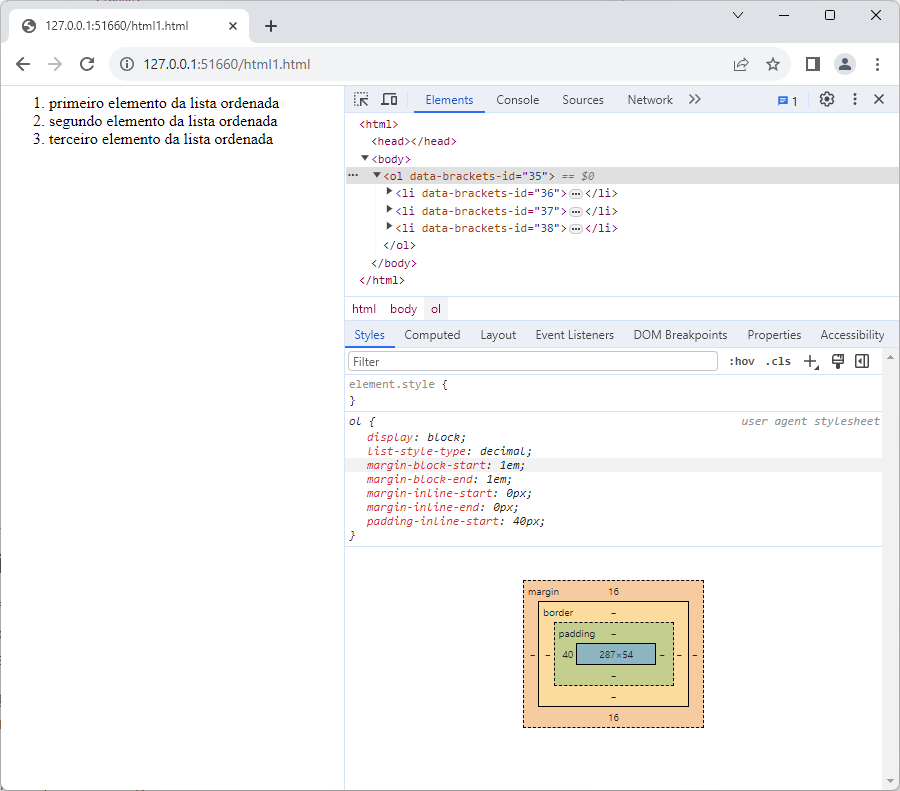 127.0.0.1:51660/html1.html
127.0.0.1:51660/html1.html
1. primeiro elemento da lista ordenada
2. segundo elemento da lista ordenada
3. terceiro elemento da lista ordenada
Elements Console Sources Network 1
<html>
<head></head>
<body>
<ol data-brackets-id="35"> == $0
<li data-brackets-id="36">…</li>
<li data-brackets-id="37">…</li>
<li data-brackets-id="38">…</li>
</ol>
</body>
</html>
html body ol
Styles Computed Layout Event Listeners DOM Breakpoints Properties Accessibility
Filter :hov .cls
element.style {
}
ol { user agent stylesheet
display: block;
list-style-type: decimal;
margin-block-start: 1em;
margin-block-end: 1em;
margin-inline-start: 0px;
margin-inline-end: 0px;
padding-inline-start: 40px;
}
margin 16
border –
padding –
– – 40 287×54 – – –
–
–
16